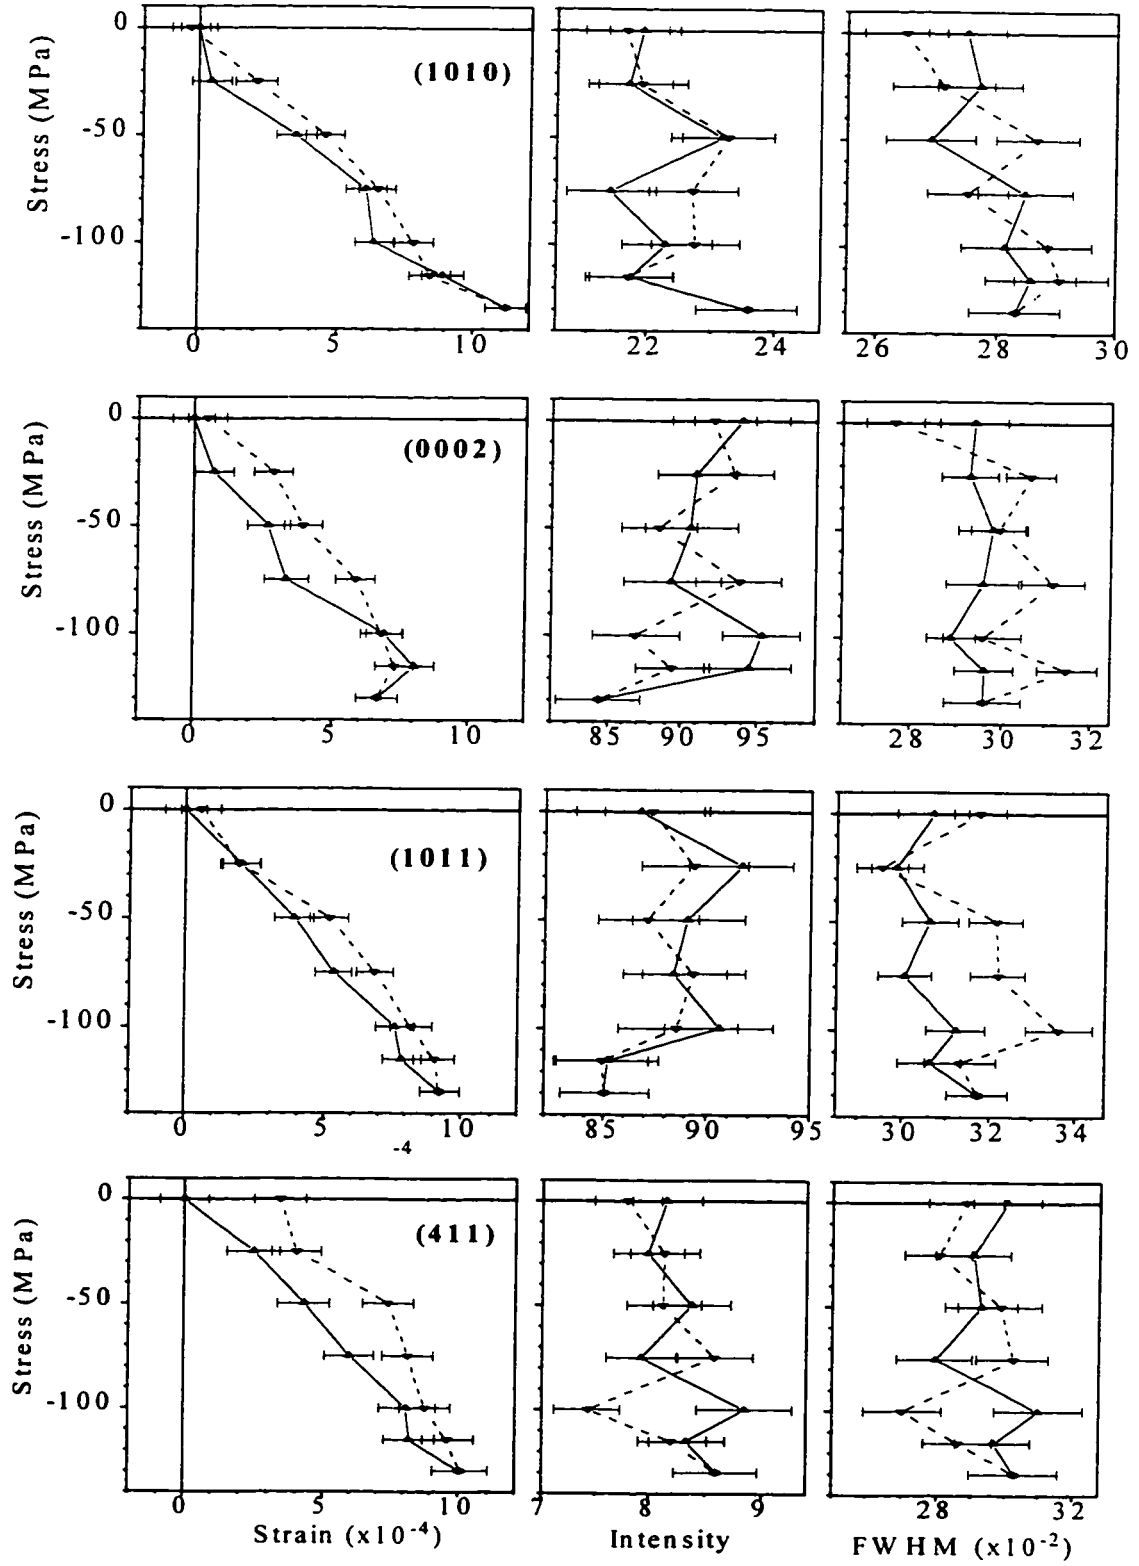 0
-50
-100
Stress (MPa)
(1010)
0 5 10
22 24
26 28 30
0
-50
-100
Stress (MPa)
(0002)
0 5 10
85 90 95
28 30 32
0
-50
-100
Stress (MPa)
(1011)
0 5 10
-4
85 90 95
30 32 34
0
-50
-100
Stress (MPa)
(411)
0 5 10
7 8 9
28 32
Strain (x10⁻⁴)
Intensity
FWHM (x10⁻²)